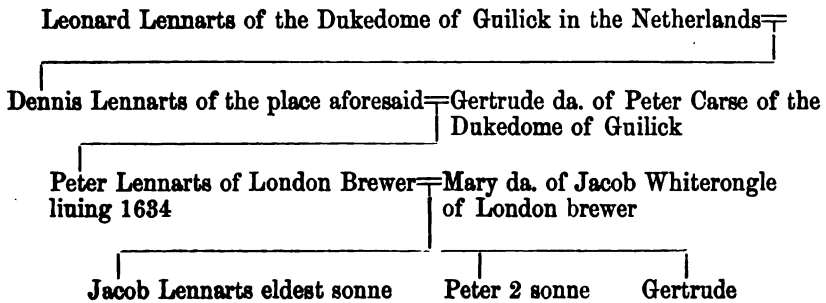 Leonard Lennarts of the Dukedome of Guilick in the Netherlands
Dennis Lennarts of the place aforesaid=Gertrude da. of Peter Carse of the
Dukedome of Guilick
Peter Lennarts of London Brewer=Mary da. of Jacob Whiterongle
liuing 1634
of London brewer
Jacob Lennarts eldest sonne
Peter 2 sonne
Gertrude